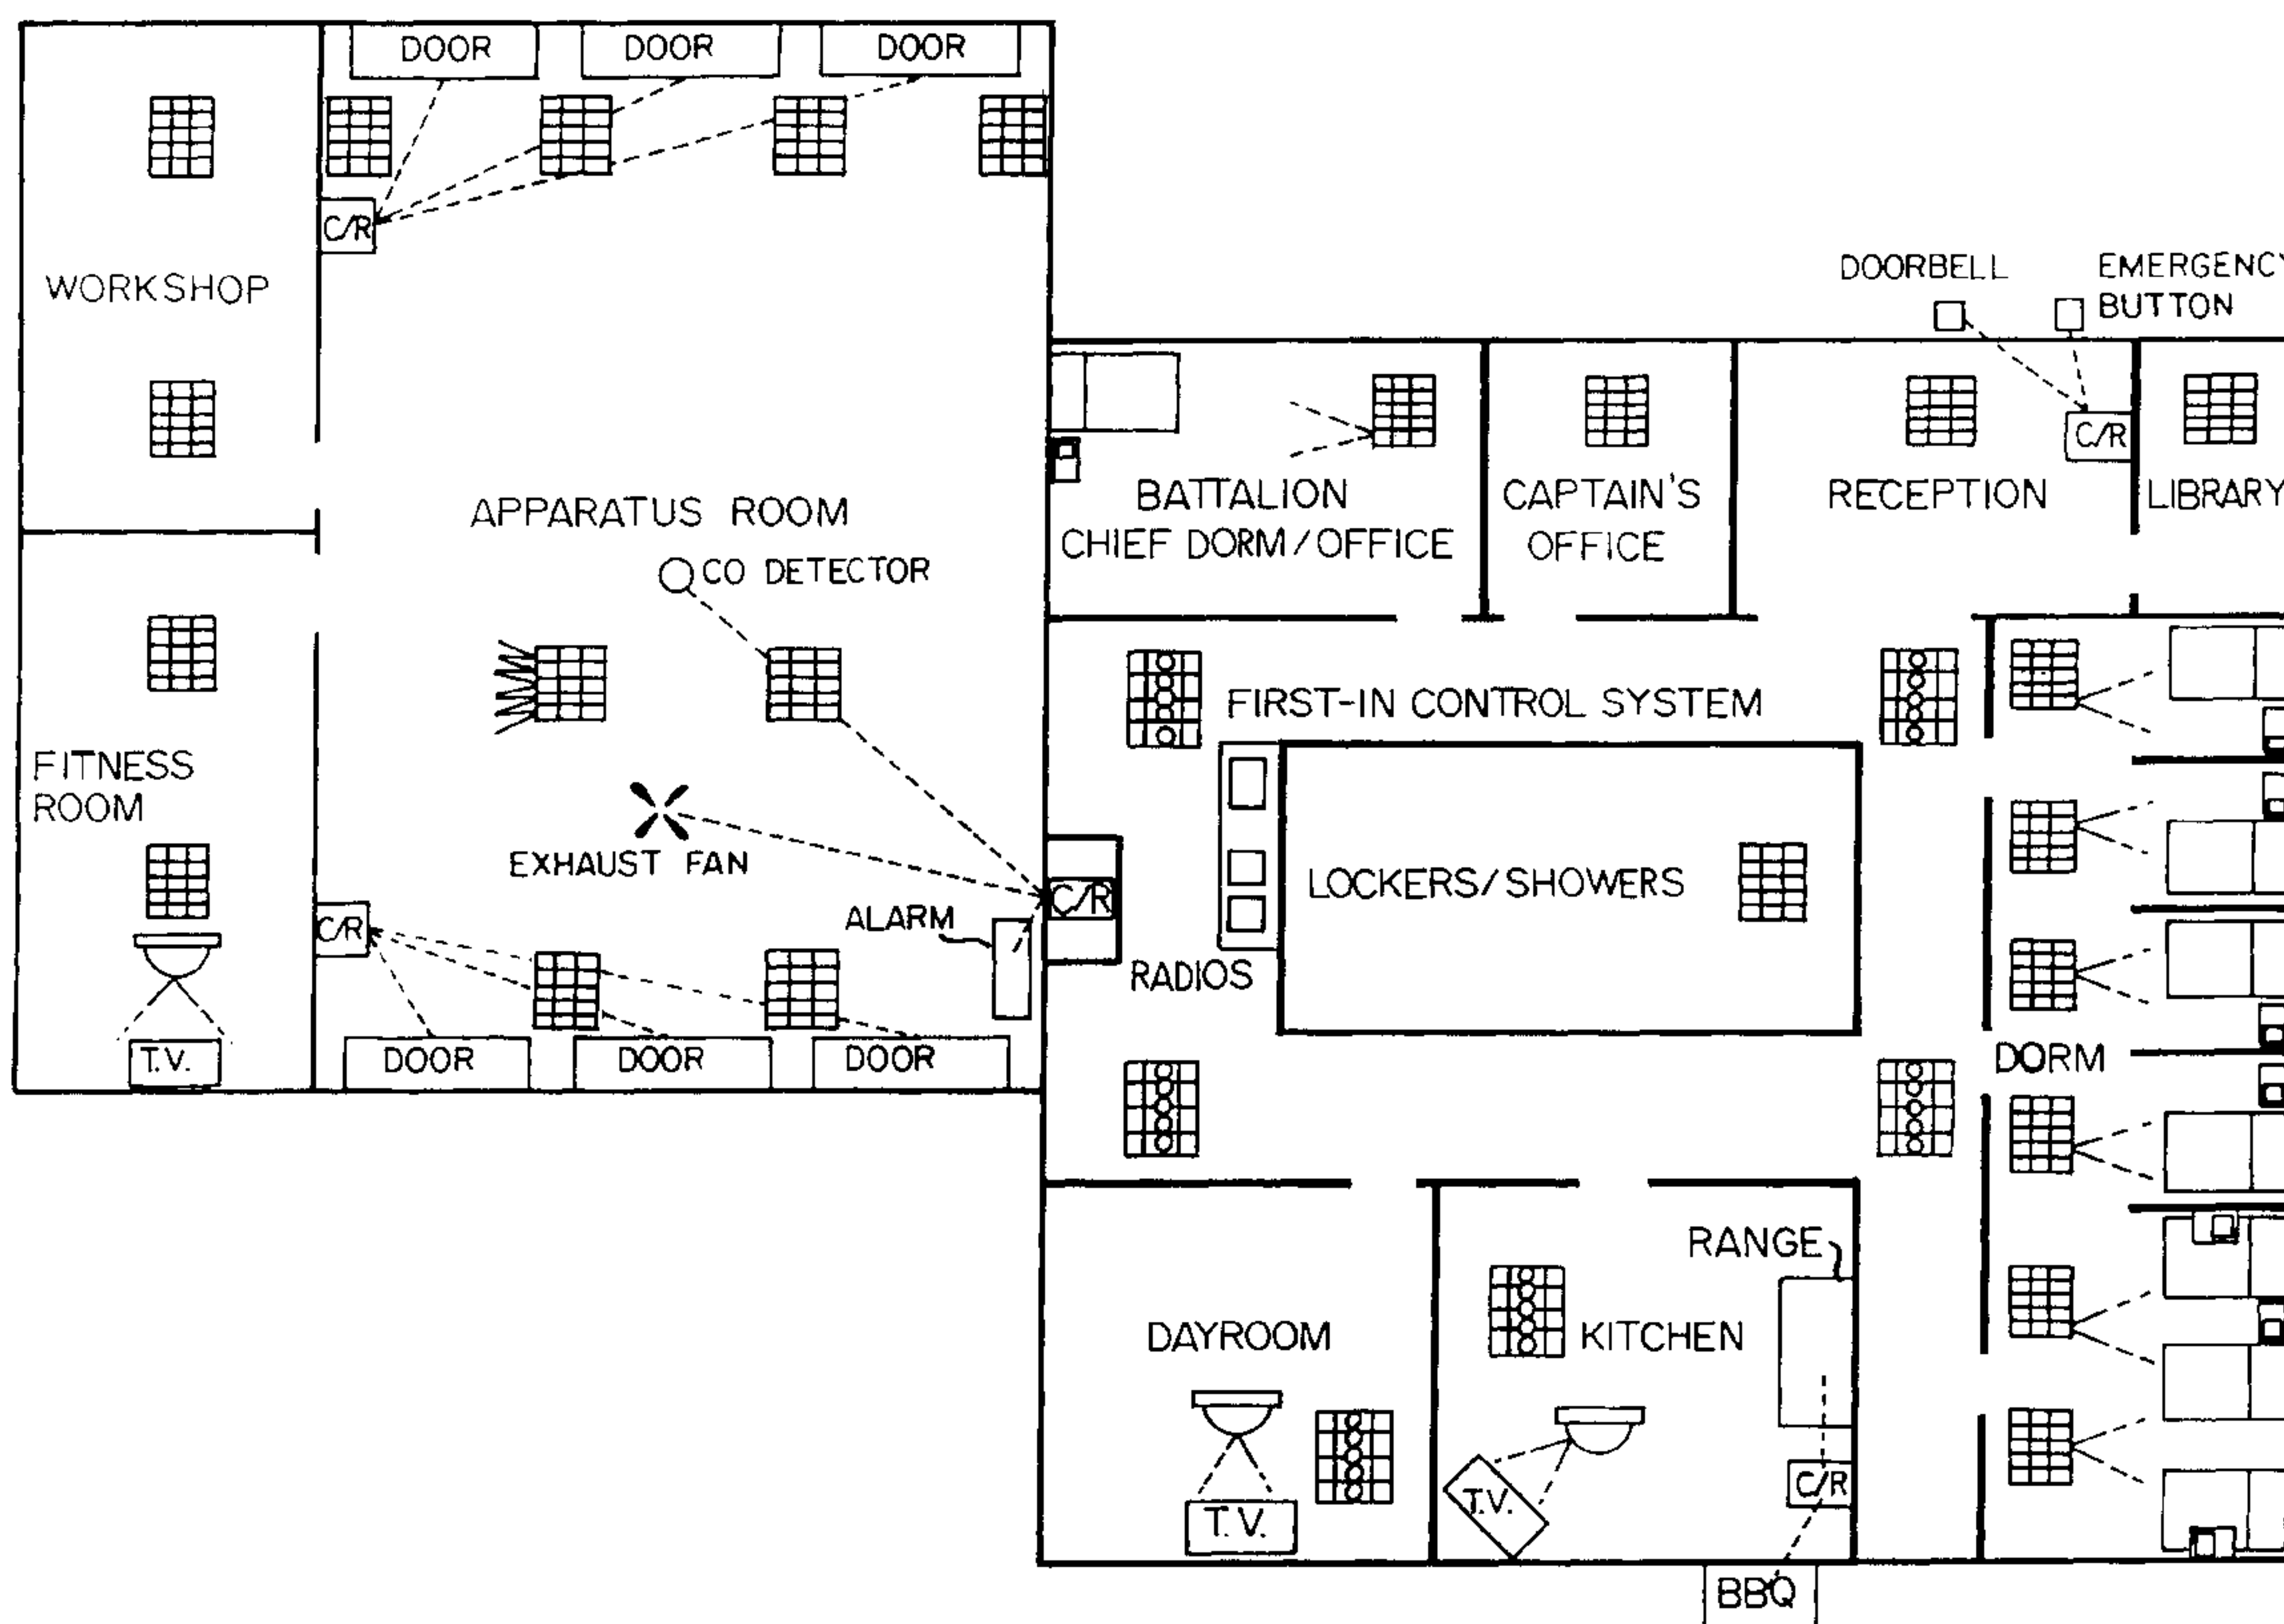 DOOR
DOOR
DOOR
C/R
WORKSHOP
DOORBELL
EMERGENCY
BUTTON
C/R
APPARATUS ROOM
BATTALION
CHIEF DORM/OFFICE
CAPTAIN'S
OFFICE
RECEPTION
LIBRARY
CO DETECTOR
FIRST-IN CONTROL SYSTEM
FITNESS
ROOM
EXHAUST FAN
C/R
LOCKERS/SHOWERS
ALARM
C/R
RADIOS
T.V.
DOOR
DOOR
DOOR
DORM
RANGE
DAYROOM
KITCHEN
T.V.
T.V.
C/R
BBQ